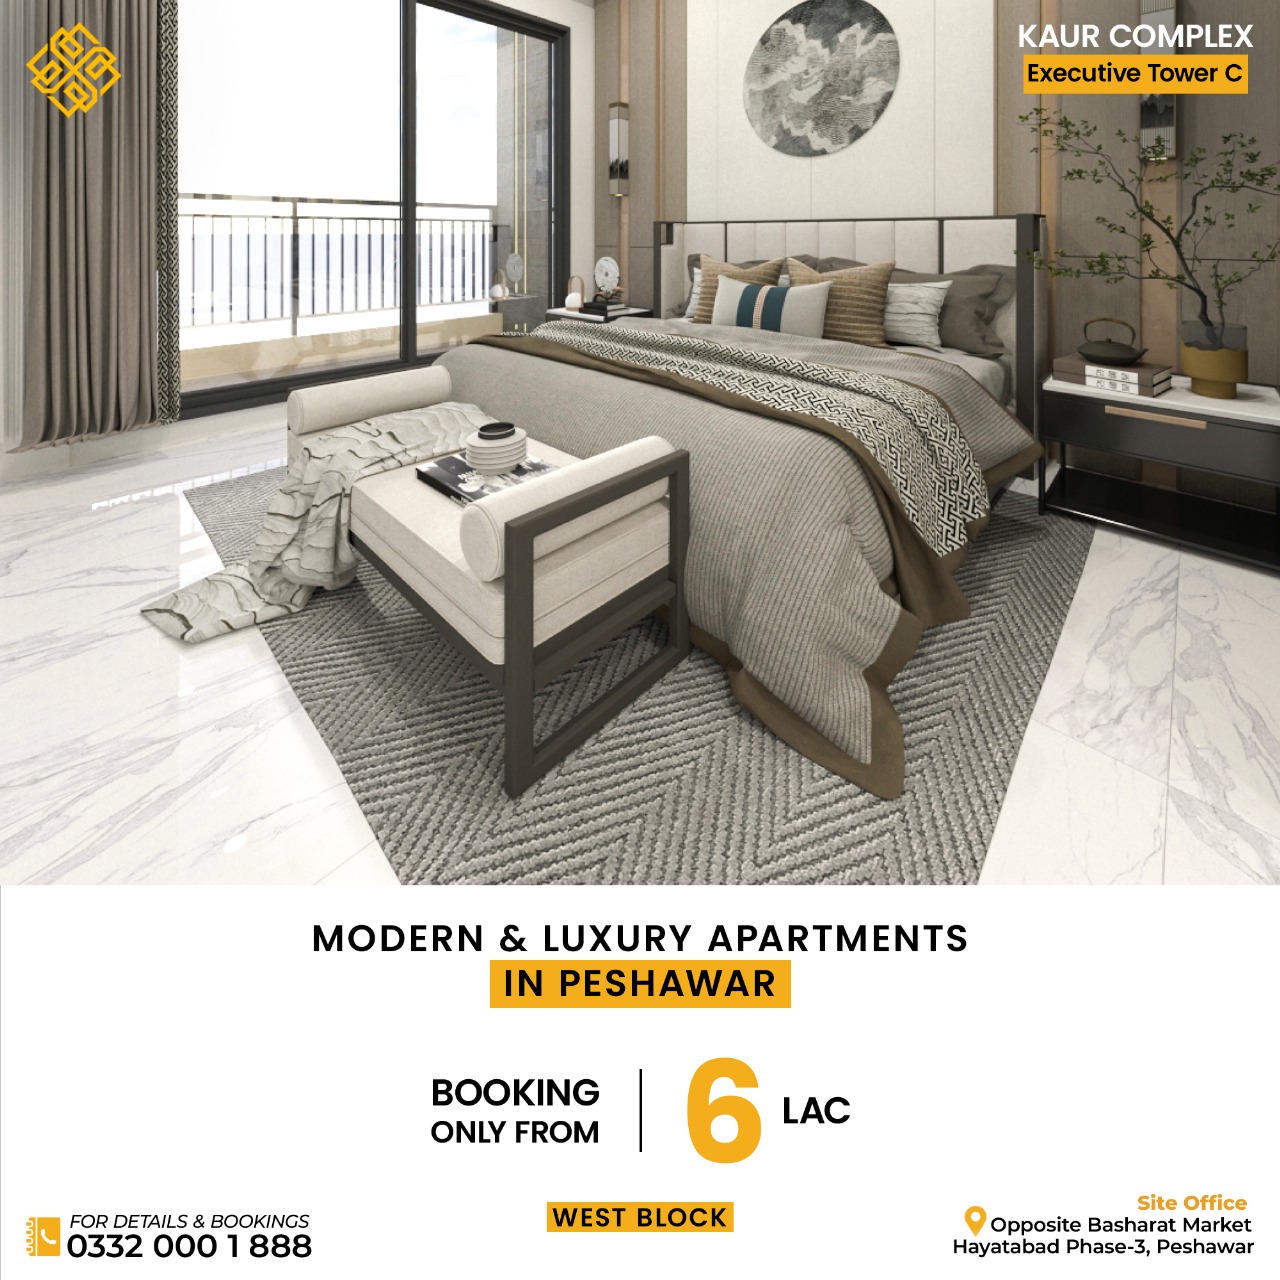 KAUR COMPLEX
Executive Tower C
MODERN & LUXURY APARTMENTS
IN PESHAWAR
BOOKING
ONLY FROM
6 LAC
WEST BLOCK
FOR DETAILS & BOOKINGS
0332 000 1 888
Site Office
Opposite Basharat Market
Hayatabad Phase-3, Peshawar